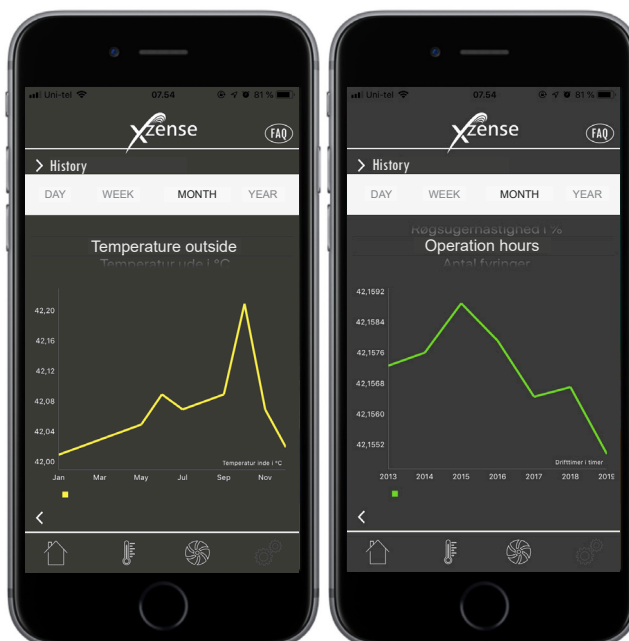 Uni-tel 07.54 81 %
xzense
FAQ
> History
DAY WEEK MONTH YEAR
Temperature outside
Temperatur ude i °C
42,20
42,16
42,12
42,08
42,04
42,00
Temperatur inde i °C
Jan Mar May Jul Sep Nov
Uni-tel 07.54 81 %
xzense
FAQ
> History
DAY WEEK MONTH YEAR
Røgsugerhastighed i %
Operation hours
Antal fyringer
42,1592
42,1584
42,1576
42,1568
42,1560
42,1552
Drifttimer i timer
2013 2014 2015 2016 2017 2018 2019